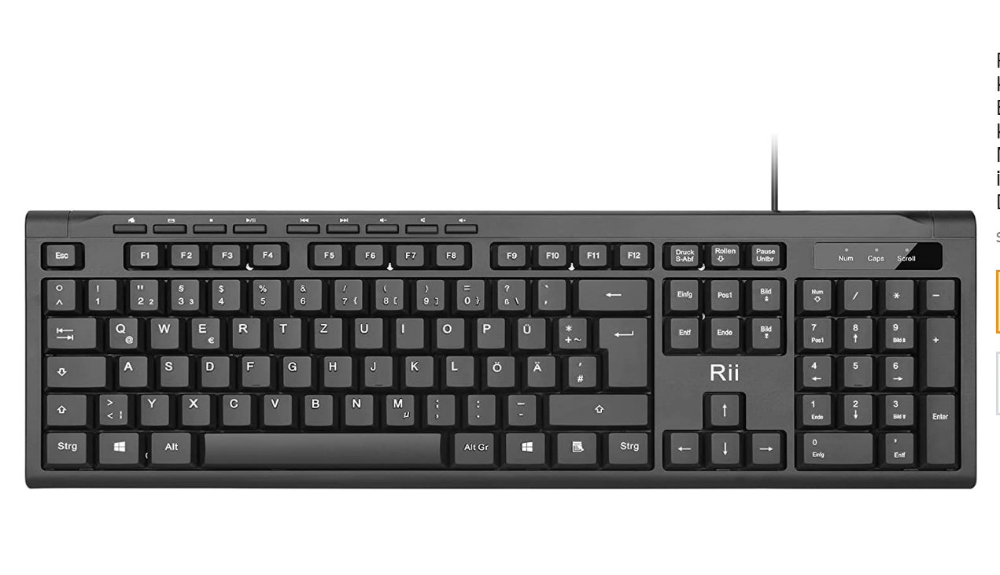 Esc F1 F2 F3 F4 F5 F6 F7 F8 F9 F10 F11 F12
Druck S-Abf
Rollen
Pause Untbr
Num Caps Scroll
° ^
! 1
" 2 ²
§ 3 ³
$ 4
% 5
& 6
/ 7 {
( 8 [
) 9 ]
= 0 }
? ß \
Einfg Pos1 Bild
Num / * -
Q @ W E € R T Z U I O P Ü * + ~
Entf Ende Bild
7 Pos1
8
9 Bild
+
A S D F G H J K L Ö Ä ' #
Rii
4 5 6
> < ¦ Y X C V B N M µ ; , : . _ -
1 Ende
2
3 Bild
Enter
Strg Alt Alt Gr Strg
0 Einfg
, Entf